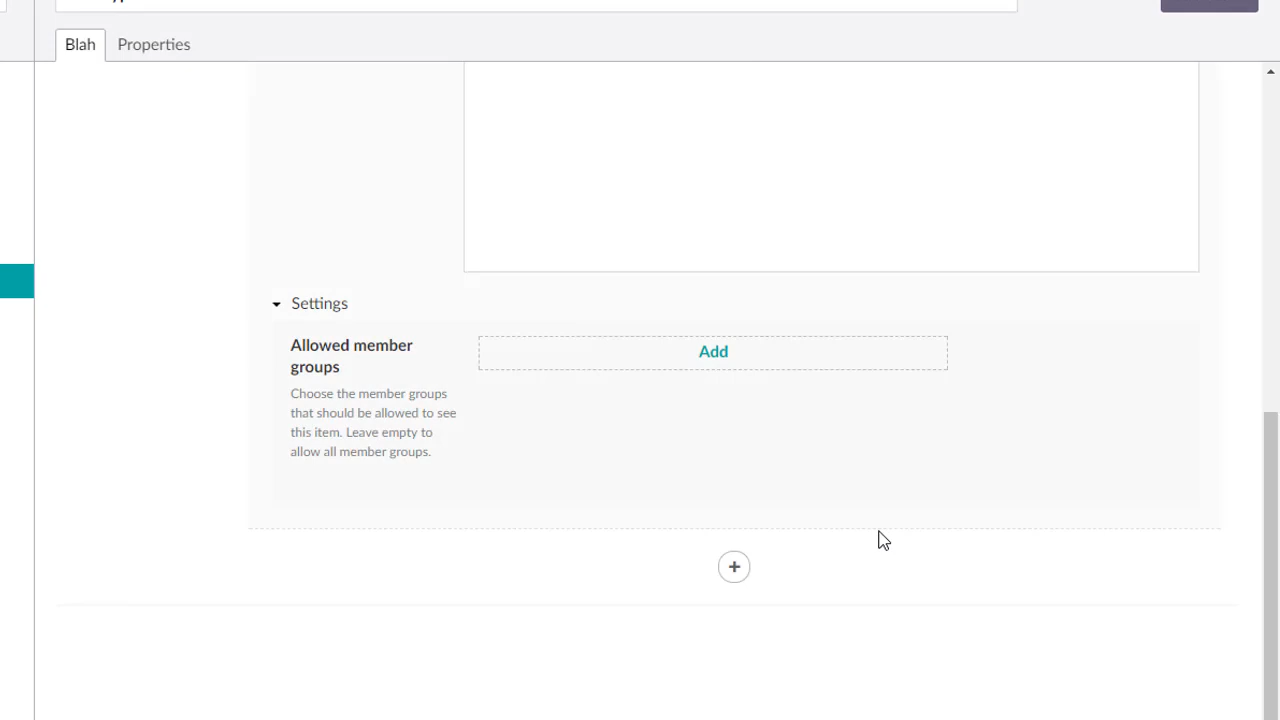 Blah
Properties
Settings
Allowed member
groups
Add
Choose the member groups
that should be allowed to see
this item. Leave empty to
allow all member groups.